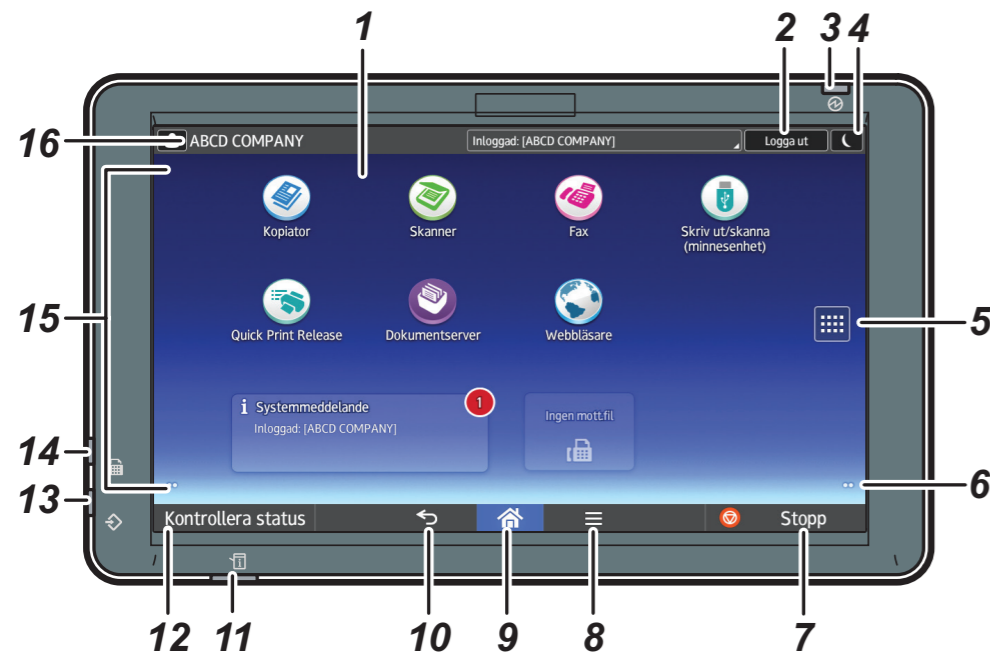 1
2 3 4
16 ABCD COMPANY Inloggad: [ABCD COMPANY] Logga ut
Kopiator Skanner Fax Skriv ut/skanna
(minnesenhet)
15
5
Quick Print Release Dokumentserver Webbläsare
i Systemmeddelande 1
Inloggad: [ABCD COMPANY]
Ingen mott.fil
14
6
13
Kontrollera status Stopp
12 11 10 9 8 7